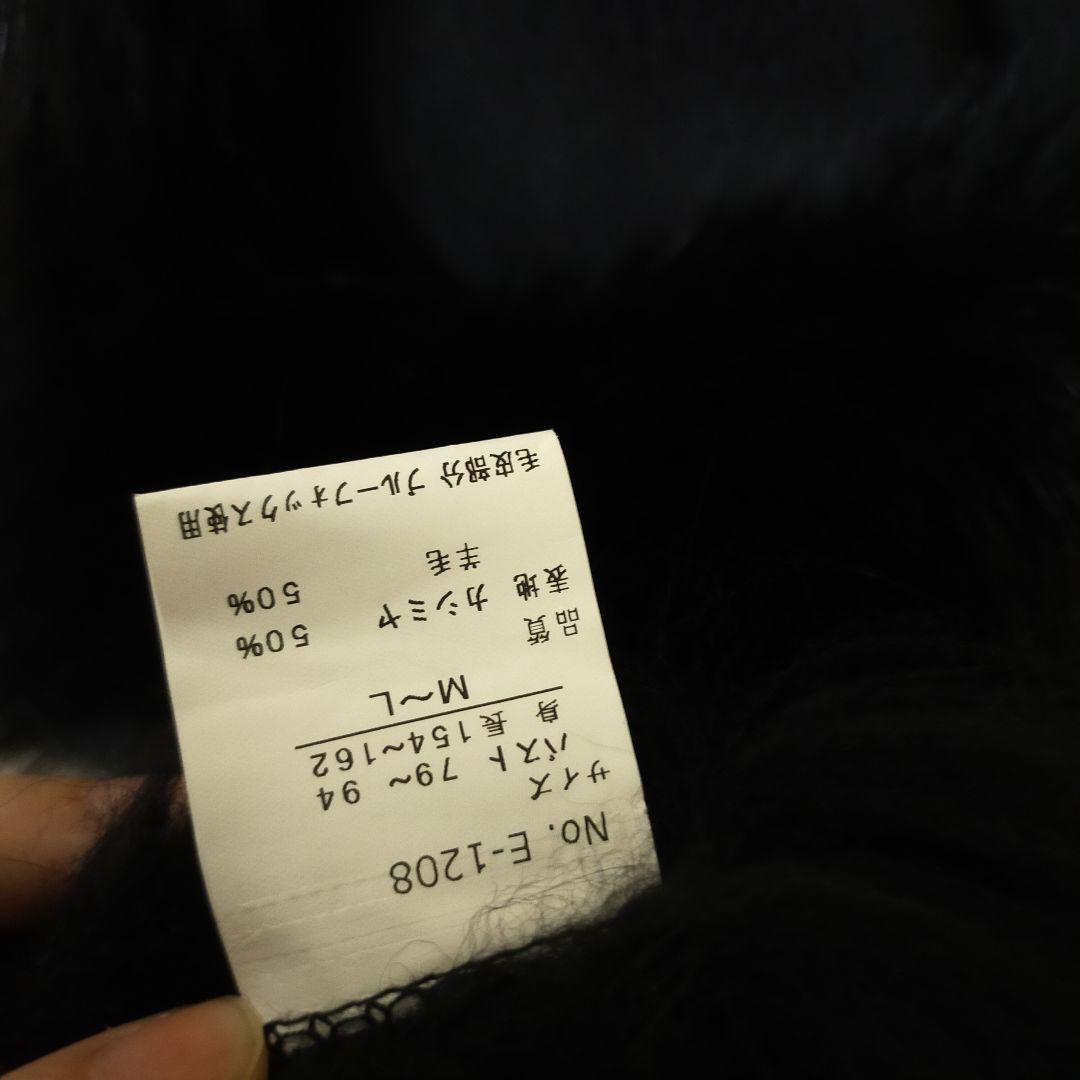 No. E-1208
サイズ
バスト 79~ 94
身 長 154~162
M~L
品質
表地 カシミヤ 50%
羊毛 50%
毛皮部分 ブルーフォックス使用